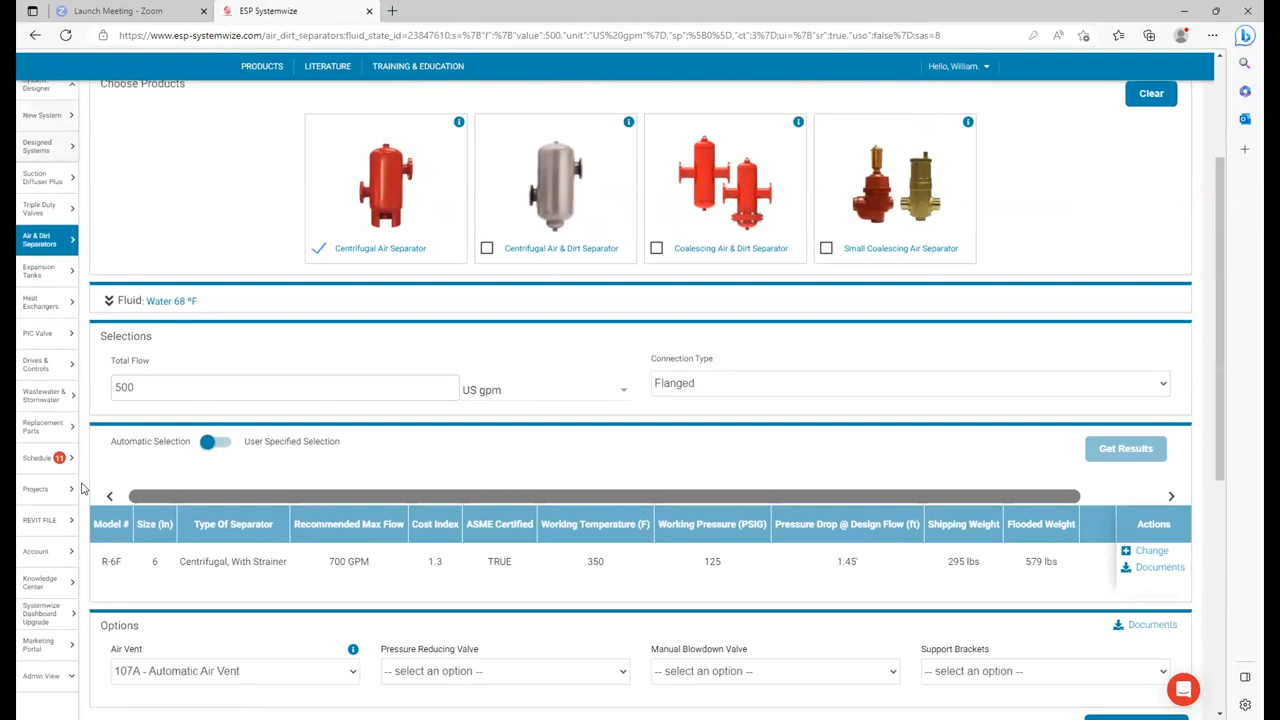 Launch Meeting - Zoom
ESP Systemwize
https://www.esp-systemwize.com/air_dirt_separators:fluid_state_id=23847610;s=%7B"f":%7B"value":500,"unit":"US%20gpm"%7D,"sp":%5B0%5D,"ct":3%7D;ui=%7B"sr":true,"uso":false%7D;sas=8
PRODUCTS
LITERATURE
TRAINING & EDUCATION
Hello, William.
Designer
New System
Designed
Systems
Suction
Diffuser Plus
Triple Duty
Valves
Air & Dirt
Separators
Expansion
Tanks
Heat
Exchangers
PIC Valve
Drives &
Controls
Wastewater &
Stormwater
Replacement
Parts
Schedule 11
Projects
REVIT FILE
Account
Knowledge
Center
Systemwize
Dashboard
Upgrade
Marketing
Portal
Admin View
Choose Products
Clear
Centrifugal Air Separator
Centrifugal Air & Dirt Separator
Coalescing Air & Dirt Separator
Small Coalescing Air Separator
Fluid: Water 68 ºF
Selections
Total Flow
500
US gpm
Connection Type
Flanged
Automatic Selection
User Specified Selection
Get Results
Model # Size (in) Type Of Separator Recommended Max Flow Cost Index ASME Certified Working Temperature (F) Working Pressure (PSIG) Pressure Drop @ Design Flow (ft) Shipping Weight Flooded Weight Actions
R-6F 6 Centrifugal, With Strainer 700 GPM 1.3 TRUE 350 125 1.45' 295 lbs 579 lbs
Change
Documents
Options
Documents
Air Vent
107A - Automatic Air Vent
Pressure Reducing Valve
-- select an option --
Manual Blowdown Valve
-- select an option --
Support Brackets
-- select an option --